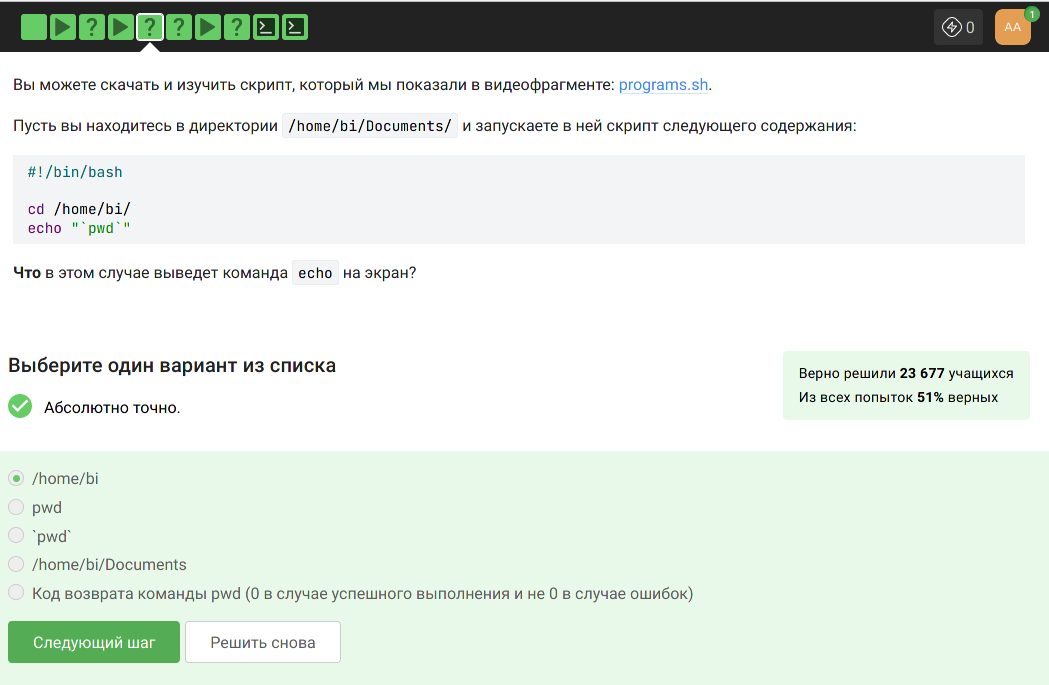 0
AA
1
Вы можете скачать и изучить скрипт, который мы показали в видеофрагменте: programs.sh.
Пусть вы находитесь в директории /home/bi/Documents/ и запускаете в ней скрипт следующего содержания:
#!/bin/bash
cd /home/bi/
echo "`pwd`"
Что в этом случае выведет команда echo на экран?
Выберите один вариант из списка
Верно решили 23 677 учащихся
Из всех попыток 51% верных
Абсолютно точно.
/home/bi
pwd
`pwd`
/home/bi/Documents
Код возврата команды pwd (0 в случае успешного выполнения и не 0 в случае ошибок)
Следующий шаг
Решить снова